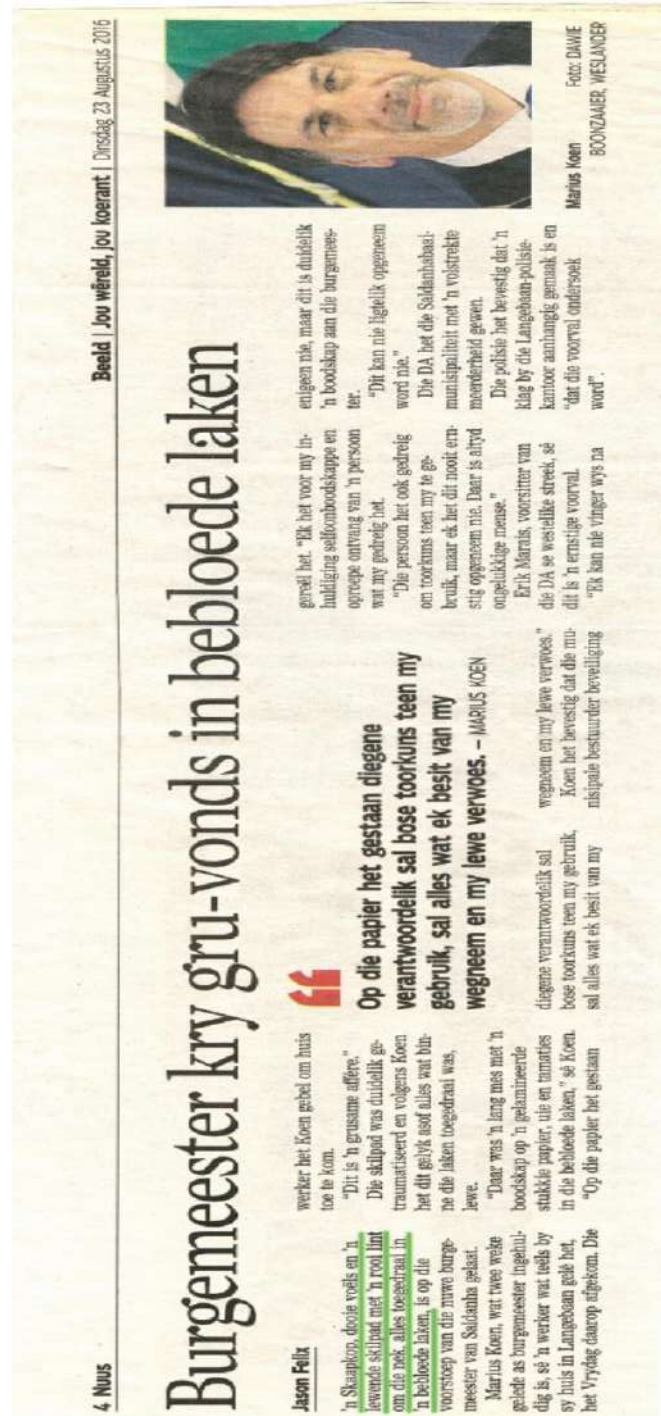 4 Nuus
Beeld | Jou wêreld, jou koerant | Dinsdag 23 Augustus 2016
Burgemeester kry gru-vonds in bebloede laken
Jason Felix
'n Skaapkop, dooie voëls en 'n
lewende skilpad met 'n rooi lint
om die nek, alles toegedraai in
'n bebloede laken, is op die
voorstoep van die nuwe burge-
meester van Saldanha gelaat.
Marius Koen, wat twee weke
gelede as burgemeester ingehul-
dig is, sê 'n werker wat teëls by
sy huis in Langebaan gelê het,
het Vrydag daarop afgekom. Die
werker het Koen gebel om huis
toe te kom.
"Dit is 'n grusame affêre."
Die skilpad was duidelik ge-
traumatiseerd en volgens Koen
het dit gelyk asof alles wat bin-
ne die laken toegedraai was,
lewe.
"Daar was 'n lang mes met 'n
boodskap op 'n gelamineerde
stukkie papier, uie en tamaties
in die bebloede laken," sê Koen.
"Op die papier het gestaan
Op die papier het gestaan diegene
verantwoordelik sal bose toorkuns teen my
gebruik, sal alles wat ek besit van my
wegneem en my lewe verwoes. – MARIUS KOEN
diegene verantwoordelik sal
bose toorkuns teen my gebruik,
sal alles wat ek besit van my
wegneem en my lewe verwoes."
Koen het bevestig dat die mu-
nisipale bestuurder beveiliging
gereël het. "Ek het voor my in-
huldiging selfoonboodskappe en
oproepe ontvang van 'n persoon
wat my gedreig het.
"Die persoon het ook gedreig
om toorkuns teen my te ge-
bruik, maar ek het dit nooit ern-
stig opgeneem nie. Daar is altyd
ongelukkige mense."
Erik Marais, voorsitter van
die DA se westelike streek, sê
dit is 'n ernstige voorval.
"Ek kan nie vinger wys na
enigeen nie, maar dit is duidelik
'n boodskap aan die burgemees-
ter.
"Dit kan nie ligtelik opgeneem
word nie."
Die DA het die Saldanhabaai-
munisipaliteit met 'n volstrekte
meerderheid gewen.
Die polisie het bevestig dat 'n
klag by die Langebaan-polisie-
kantoor aanhangig gemaak is en
"dat die voorval ondersoek
word".
Marius Koen Foto: DAWIE
BOONZAAIER, WESLANDER